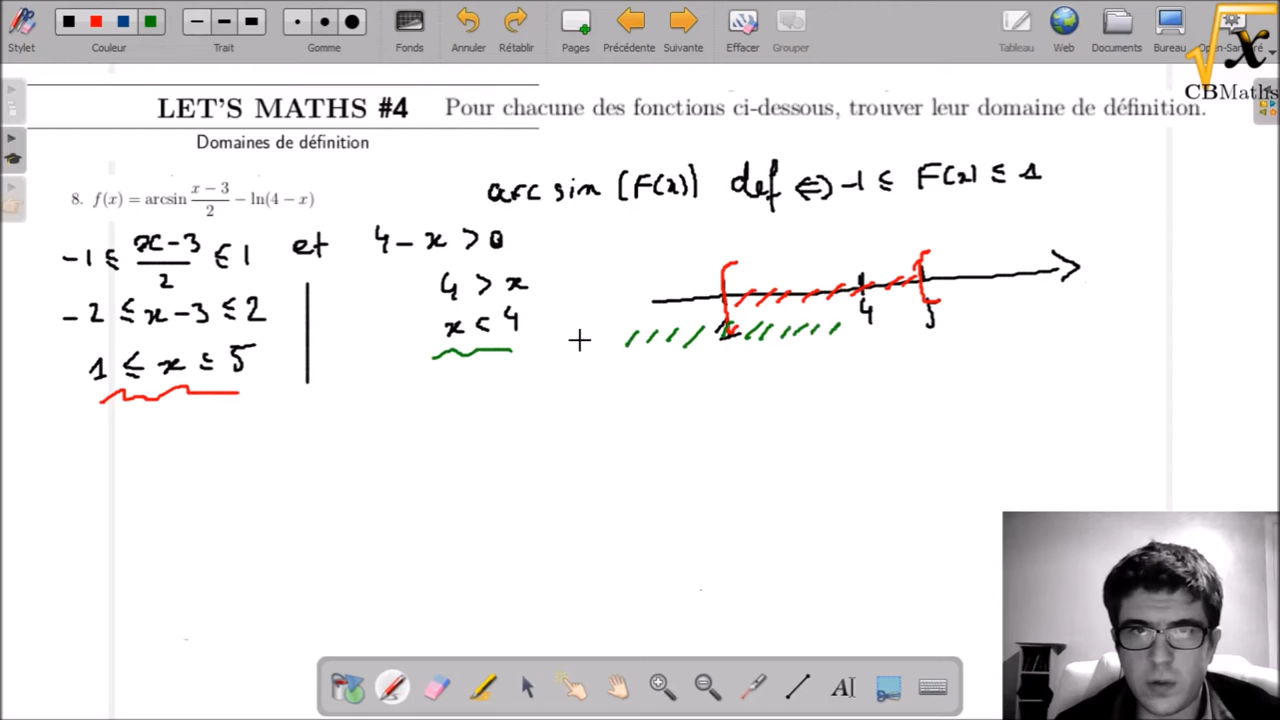 Stylet Couleur Trait Gomme Fonds Annuler Rétablir Pages Précédente Suivante Effacer Grouper Tableau Web Documents Bureau
√x
CBMaths
LET'S MATHS #4 Pour chacune des fonctions ci-dessous, trouver leur domaine de définition.
Domaines de définition
8. f(x) = arcsin (x − 3)/2 − ln(4 − x)
arc sin (F(x)) def ⇔ -1 ≤ F(x) ≤ 1
-1 ≤ (x-3)/2 ≤ 1 et 4-x > 0
4 > x
-2 ≤ x-3 ≤ 2
x < 4
1 ≤ x ≤ 5
4 5
AI